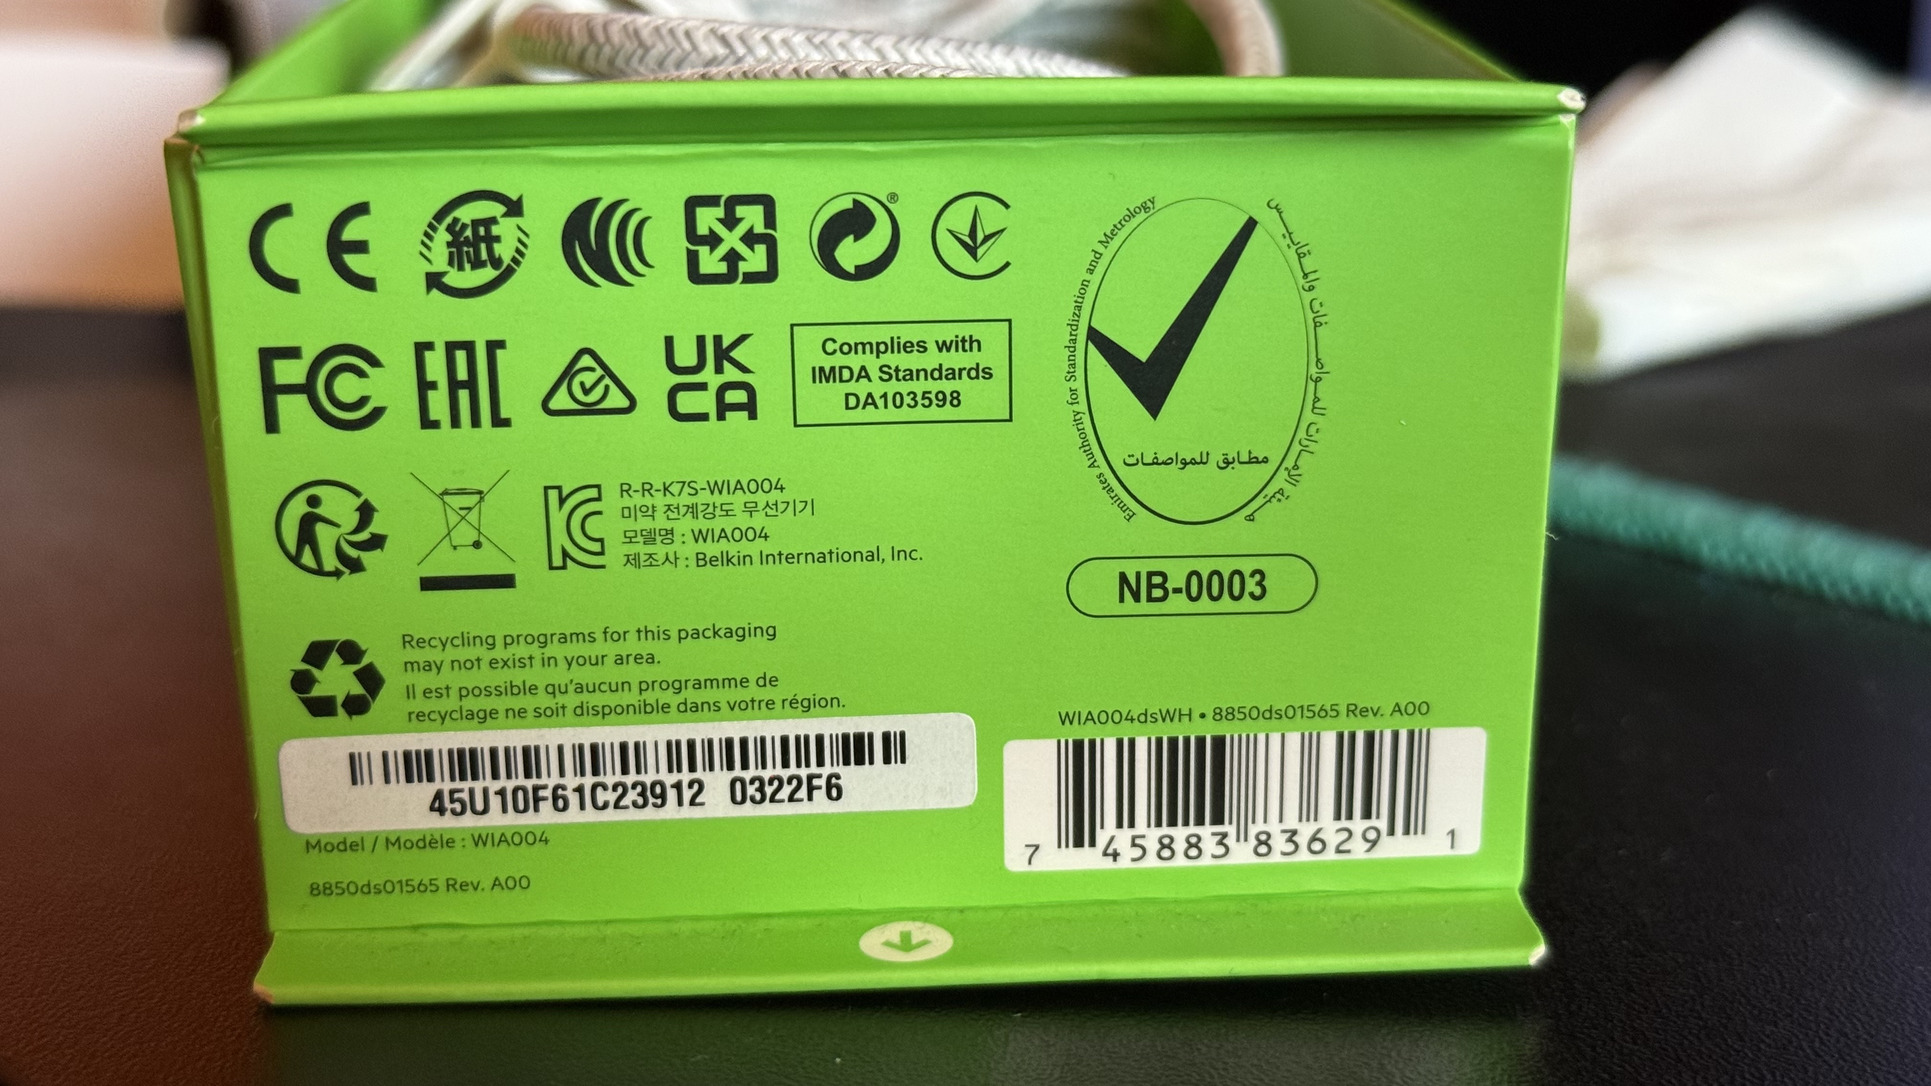 CE
紙
®
FC
EAC
UK
CA
Complies with
IMDA Standards
DA103598
Emirates Authority for Standardization and Metrology
هيئة الإمارات للمواصفات والمقاييس
مطابق للمواصفات
R-R-K7S-WIA004
미약 전계강도 무선기기
모델명 : WIA004
제조사 : Belkin International, Inc.
NB-0003
Recycling programs for this packaging
may not exist in your area.
Il est possible qu'aucun programme de
recyclage ne soit disponible dans votre région.
45U10F61C23912 0322F6
Model / Modèle : WIA004
8850ds01565 Rev. A00
WIA004dsWH • 8850ds01565 Rev. A00
7 45883 83629 1